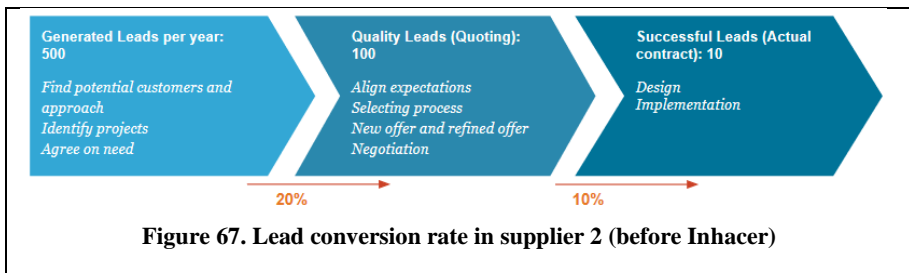 Generated Leads per year:
500
Find potential customers and
approach
Identify projects
Agree on need
Quality Leads (Quoting):
100
Align expectations
Selecting process
New offer and refined offer
Negotiation
Successful Leads (Actual
contract): 10
Design
Implementation
20%
10%
Figure 67. Lead conversion rate in supplier 2 (before Inhacer)